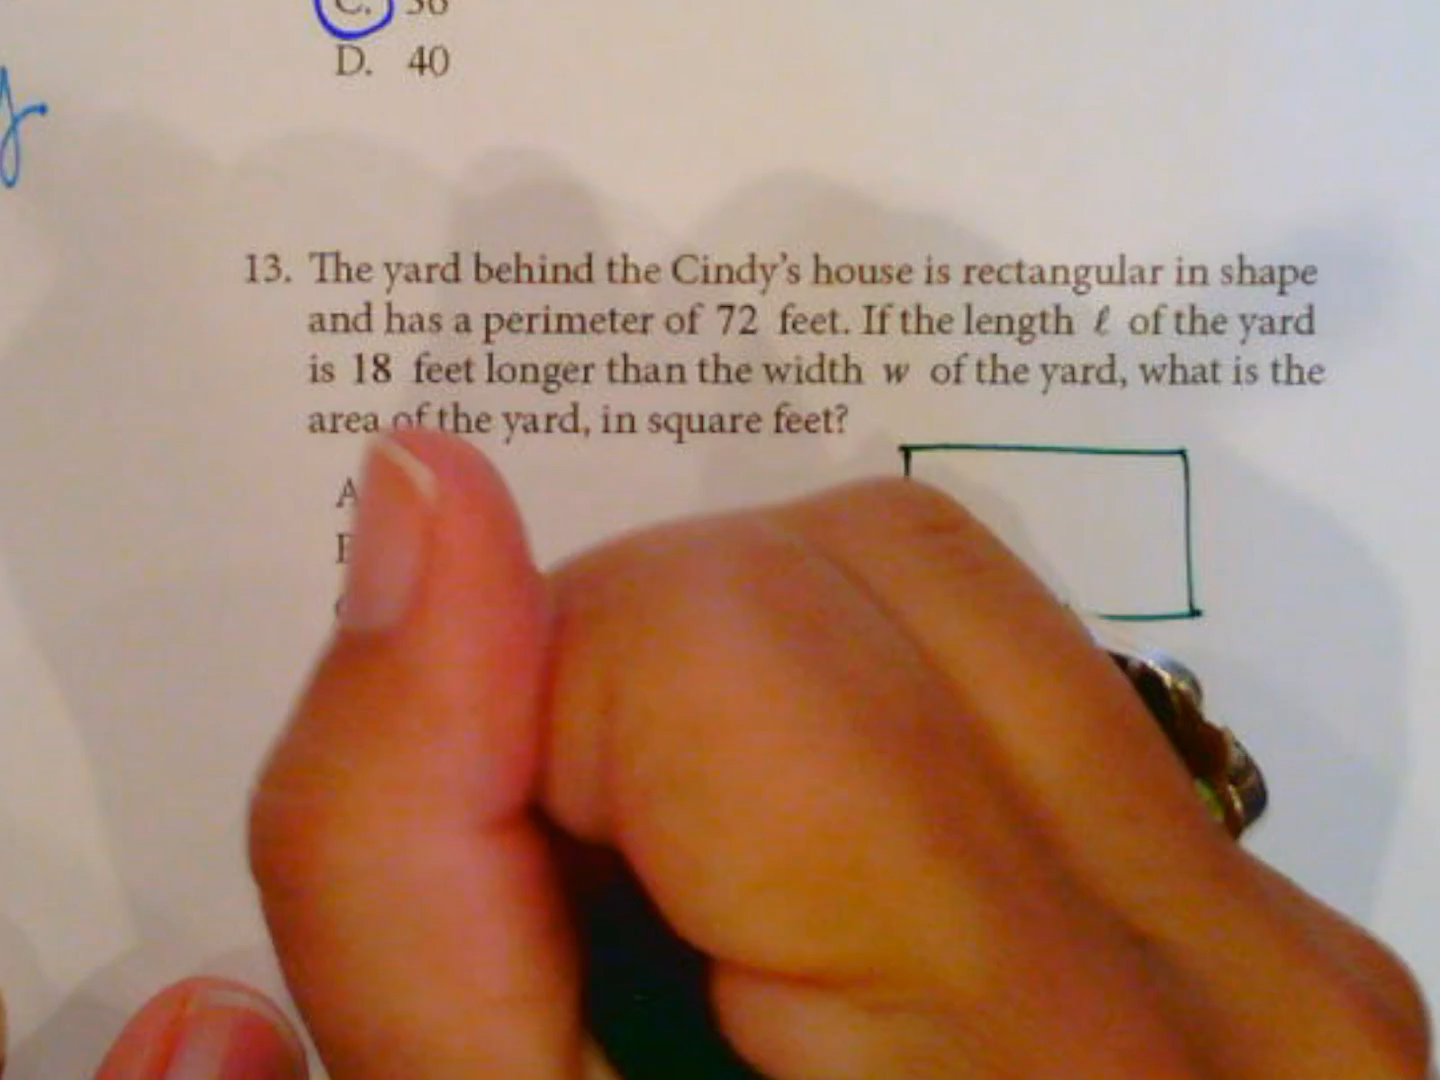 C.
D. 40
y
13. The yard behind the Cindy's house is rectangular in shape
and has a perimeter of 72 feet. If the length ℓ of the yard
is 18 feet longer than the width w of the yard, what is the
area of the yard, in square feet?
A